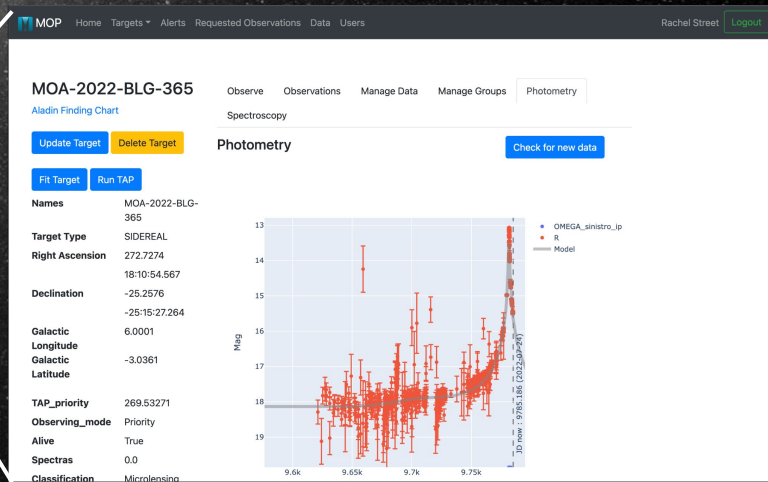 MOP Home Targets Alerts Requested Observations Data Users Rachel Street Logout
MOA-2022-BLG-365
Aladin Finding Chart
Update Target Delete Target
Fit Target Run TAP
Names MOA-2022-BLG-
365
Target Type SIDEREAL
Right Ascension 272.7274
18:10:54.567
Declination -25.2576
-25:15:27.264
Galactic 6.0001
Longitude
Galactic -3.0361
Latitude
TAP_priority 269.53271
Observing_mode Priority
Alive True
Spectras 0.0
Classification Microlensing
Observe Observations Manage Data Manage Groups Photometry
Spectroscopy
Photometry
Check for new data
13
14
15
16
17
18
19
Mag
9.6k 9.65k 9.7k 9.75k
JD now : 9785.186 (2022-07-24)
OMEGA_sinistro_ip
R
Model